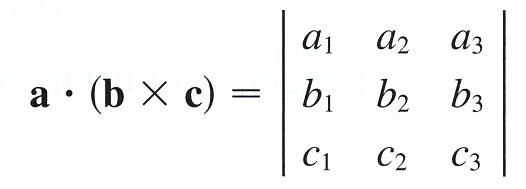 a1 a2 a3
a · (b × c) = b1 b2 b3
c1 c2 c3